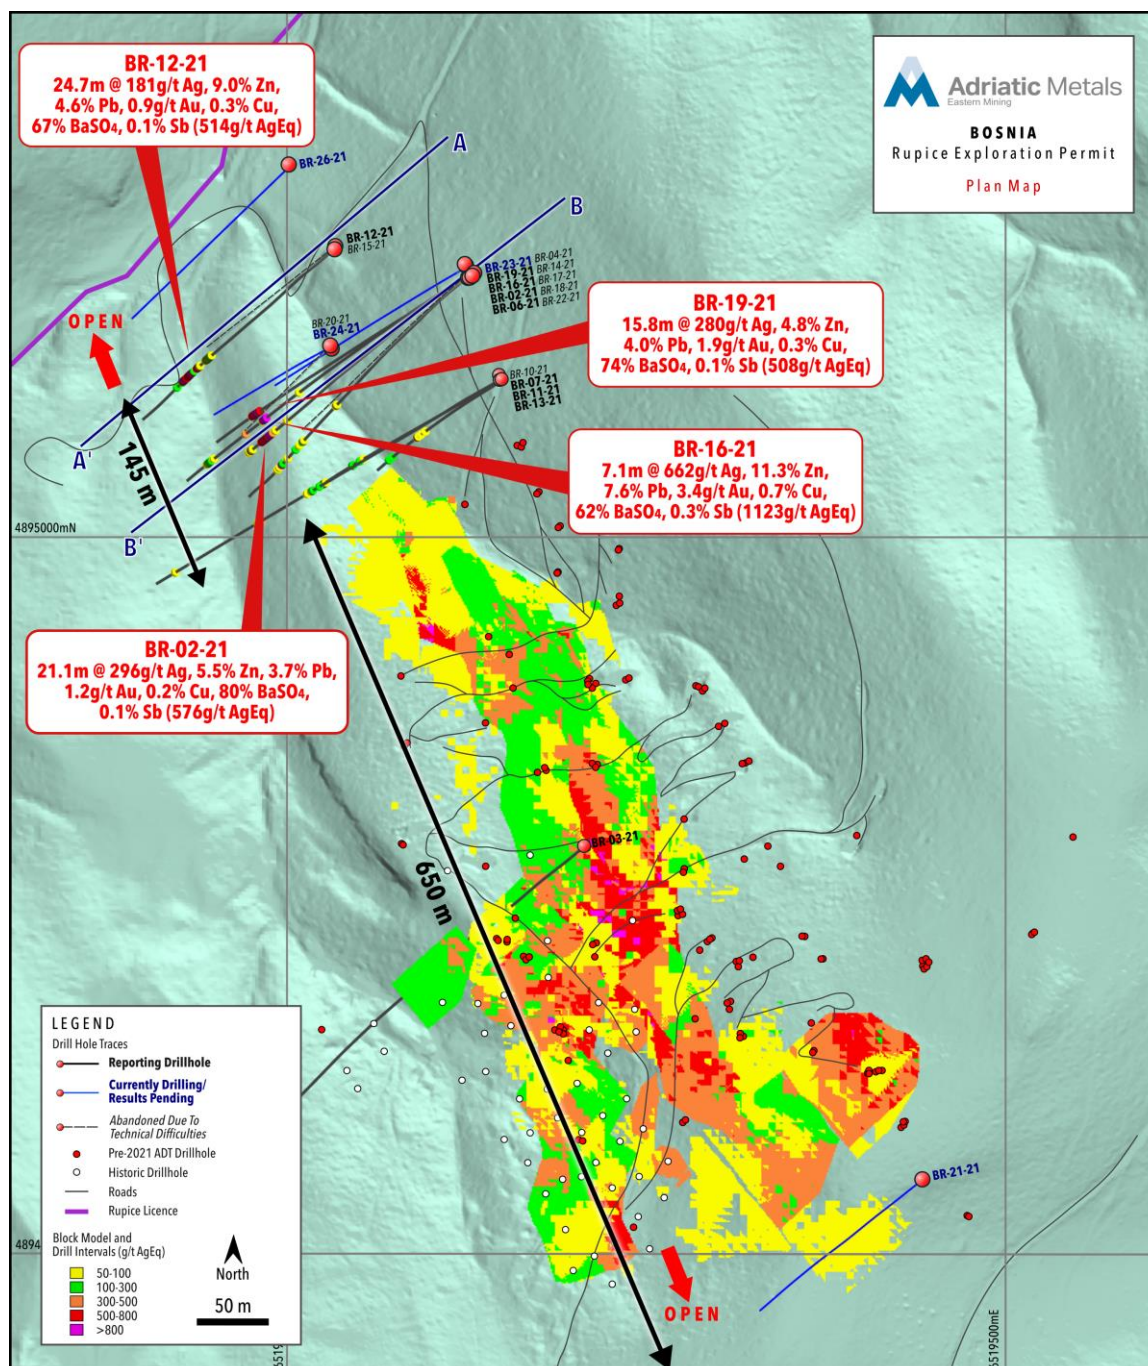 BR-12-21
24.7m @ 181g/t Ag, 9.0% Zn,
4.6% Pb, 0.9g/t Au, 0.3% Cu,
67% BaSO₄, 0.1% Sb (514g/t AgEq)
Adriatic Metals
Eastern Mining
BOSNIA
Rupice Exploration Permit
Plan Map
A
BR-26-21
B
BR-12-21
BR-15-21
BR-23-21 BR-04-21
BR-19-21 BR-14-21
BR-16-21 BR-17-21
BR-02-21 BR-18-21
BR-06-21 BR-22-21
OPEN
BR-20-21
BR-24-21
BR-19-21
15.8m @ 280g/t Ag, 4.8% Zn,
4.0% Pb, 1.9g/t Au, 0.3% Cu,
74% BaSO₄, 0.1% Sb (508g/t AgEq)
BR-10-21
BR-07-21
BR-11-21
BR-13-21
A'
145 m
BR-16-21
7.1m @ 662g/t Ag, 11.3% Zn,
7.6% Pb, 3.4g/t Au, 0.7% Cu,
62% BaSO₄, 0.3% Sb (1123g/t AgEq)
4895000mN
B'
BR-02-21
21.1m @ 296g/t Ag, 5.5% Zn, 3.7% Pb,
1.2g/t Au, 0.2% Cu, 80% BaSO₄,
0.1% Sb (576g/t AgEq)
BR-03-21
650 m
BR-21-21
LEGEND
Drill Hole Traces
Reporting Drillhole
Currently Drilling/
Results Pending
Abandoned Due To
Technical Difficulties
Pre-2021 ADT Drillhole
Historic Drillhole
Roads
Rupice Licence
Block Model and
Drill Intervals (g/t AgEq)
50-100
100-300
300-500
500-800
>800
North
50 m
4894
OPEN
6519
6519500mE